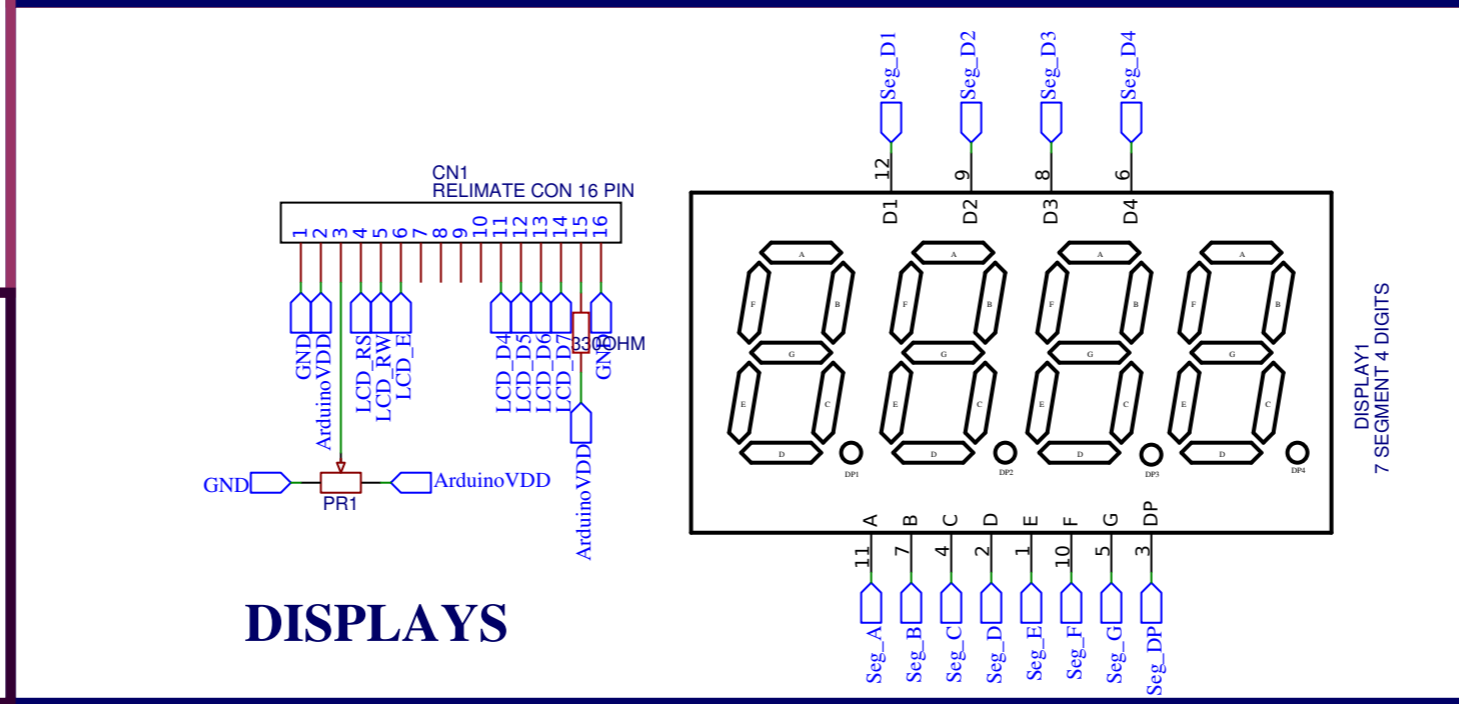 CN1
RELIMATE CON 16 PIN
1 2 3 4 5 6 7 8 9 10 11 12 13 14 15 16
GND
ArduinoVDD
LCD_RS
LCD_RW
LCD_E
LCD_D4
LCD_D5
LCD_D6
LCD_D7
330OHM
GND
ArduinoVDD
GND
ArduinoVDD
PR1
DISPLAYS
Seg_D1 Seg_D2 Seg_D3 Seg_D4
12 9 8 6
D1 D2 D3 D4
A A A A
F B F B F B F B
G G G G
E C E C E C E C
D D D D
DP1 DP2 DP3 DP4
A B C D E F G DP
11 7 4 2 1 10 5 3
Seg_A Seg_B Seg_C Seg_D Seg_E Seg_F Seg_G Seg_DP
DISPLAY1
7 SEGMENT 4 DIGITS